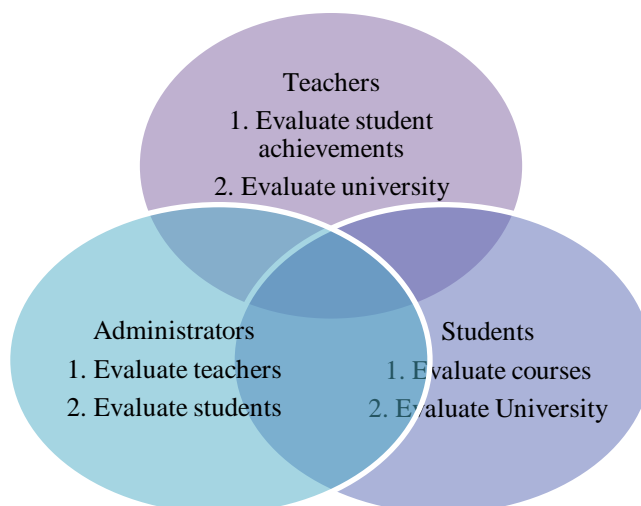 Teachers
1. Evaluate student
achievements
2. Evaluate university
Administrators
1. Evaluate teachers
2. Evaluate students
Students
1. Evaluate courses
2. Evaluate University